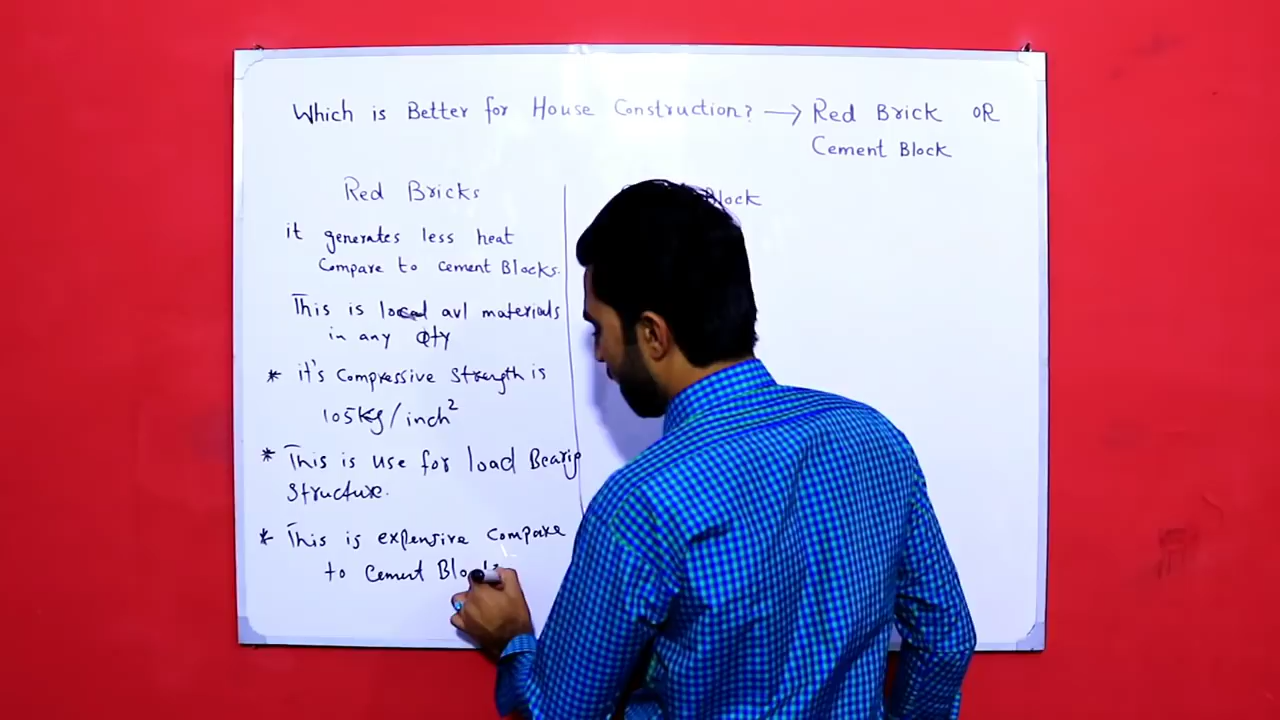 Which is Better for House Construction? → Red Brick OR
Cement Block
Red Bricks
it generates less heat
Compare to cement Blocks.
This is local avl materials
in any Qty
* it's Compressive Strength is
105kg/inch²
* This is use for load Bearing
Structure.
* This is expensive Compare
to Cement
Block